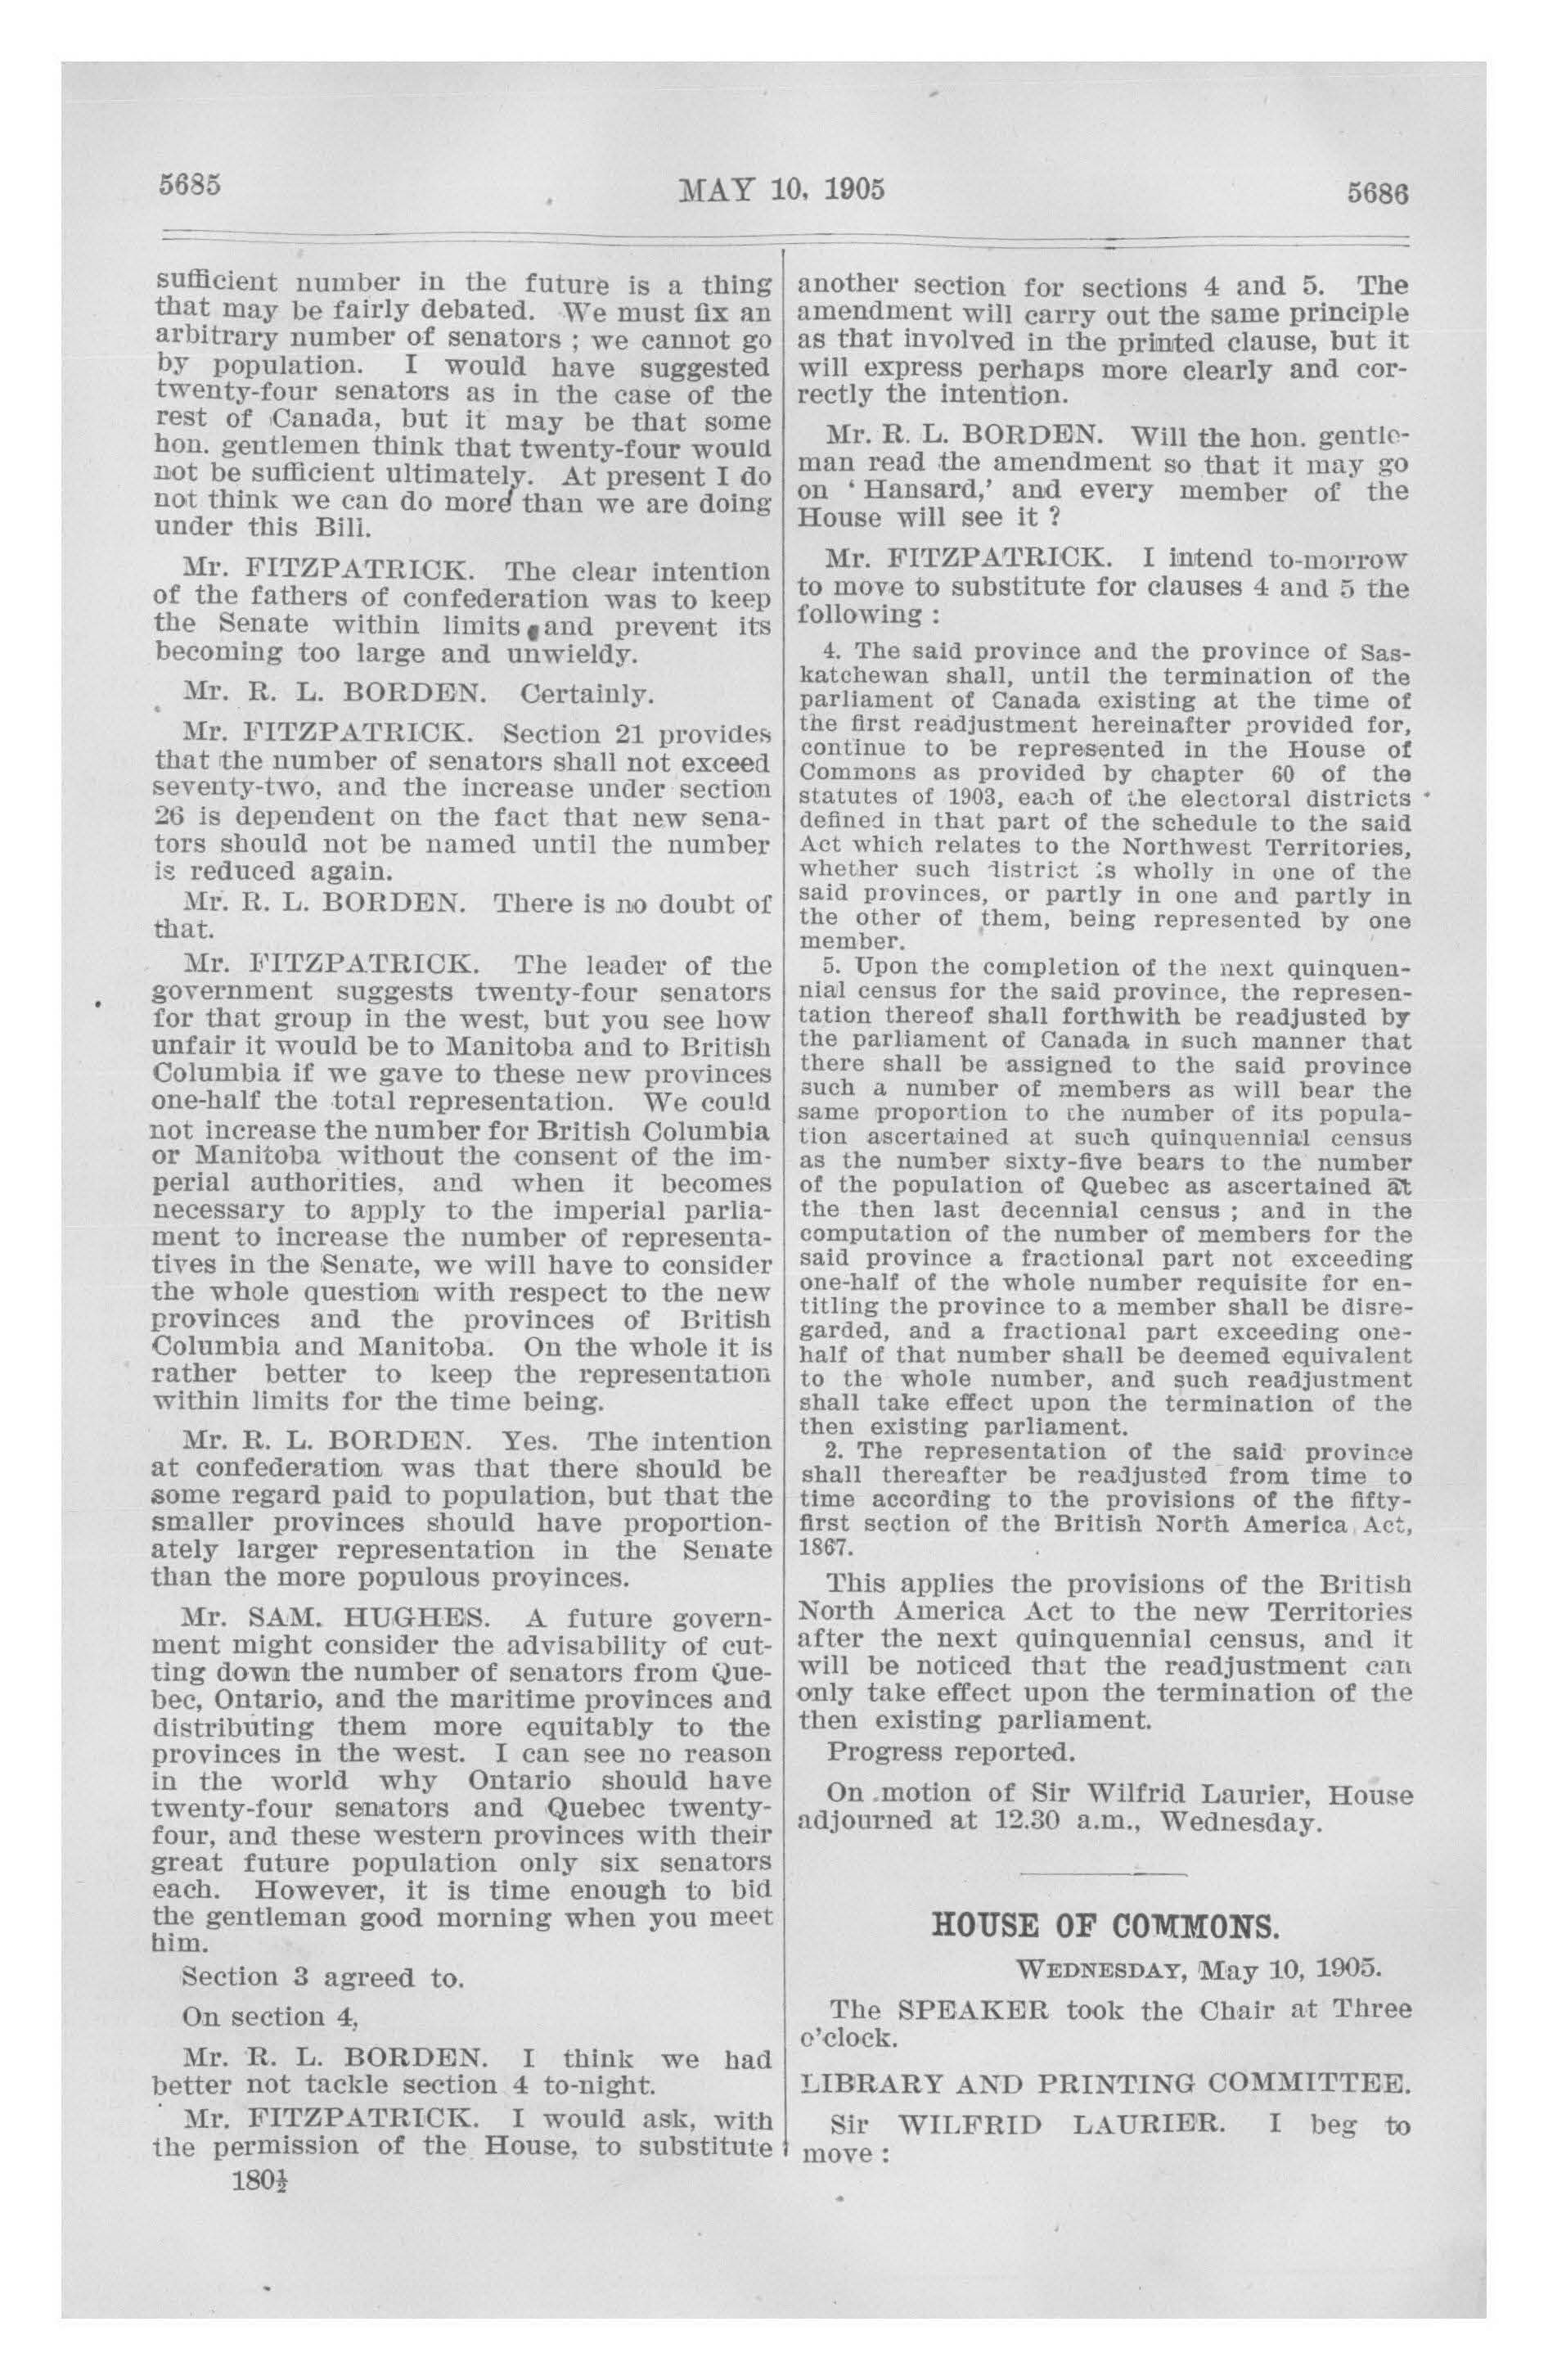 5685
MAY 10, 1905
5686
sufficient number in the future is a thing
that may be fairly debated. We must fix an
arbitrary number of senators ; we cannot go
by population. I would have suggested
twenty-four senators as in the case of the
rest of Canada, but it may be that some
hon. gentlemen think that twenty-four would
not be sufficient ultimately. At present I do
not think we can do more than we are doing
under this Bill.
Mr. FITZPATRICK. The clear intention
of the fathers of confederation was to keep
the Senate within limits and prevent its
becoming too large and unwieldy.
Mr. R. L. BORDEN. Certainly.
Mr. FITZPATRICK. Section 21 provides
that the number of senators shall not exceed
seventy-two, and the increase under section
26 is dependent on the fact that new sena-
tors should not be named until the number
is reduced again.
Mr. R. L. BORDEN. There is no doubt of
that.
Mr. FITZPATRICK. The leader of the
government suggests twenty-four senators
for that group in the west, but you see how
unfair it would be to Manitoba and to British
Columbia if we gave to these new provinces
one-half the total representation. We could
not increase the number for British Columbia
or Manitoba without the consent of the im-
perial authorities, and when it becomes
necessary to apply to the imperial parlia-
ment to increase the number of representa-
tives in the Senate, we will have to consider
the whole question with respect to the new
provinces and the provinces of British
Columbia and Manitoba. On the whole it is
rather better to keep the representation
within limits for the time being.
Mr. R. L. BORDEN. Yes. The intention
at confederation was that there should be
some regard paid to population, but that the
smaller provinces should have proportion-
ately larger representation in the Senate
than the more populous provinces.
Mr. SAM. HUGHES. A future govern-
ment might consider the advisability of cut-
ting down the number of senators from Que-
bec, Ontario, and the maritime provinces and
distributing them more equitably to the
provinces in the west. I can see no reason
in the world why Ontario should have
twenty-four senators and Quebec twenty-
four, and these western provinces with their
great future population only six senators
each. However, it is time enough to bid
the gentleman good morning when you meet
him.
Section 3 agreed to.
On section 4,
Mr. R. L. BORDEN. I think we had
better not tackle section 4 to-night.
Mr. FITZPATRICK. I would ask, with
the permission of the House, to substitute
180½
another section for sections 4 and 5. The
amendment will carry out the same principle
as that involved in the printed clause, but it
will express perhaps more clearly and cor-
rectly the intention.
Mr. R. L. BORDEN. Will the hon. gentle-
man read the amendment so that it may go
on ‘ Hansard,’ and every member of the
House will see it ?
Mr. FITZPATRICK. I intend to-morrow
to move to substitute for clauses 4 and 5 the
following :
4. The said province and the province of Sas-
katchewan shall, until the termination of the
parliament of Canada existing at the time of
the first readjustment hereinafter provided for,
continue to be represented in the House of
Commons as provided by chapter 60 of the
statutes of 1903, each of the electoral districts
defined in that part of the schedule to the said
Act which relates to the Northwest Territories,
whether such district is wholly in one of the
said provinces, or partly in one and partly in
the other of them, being represented by one
member.
5. Upon the completion of the next quinquen-
nial census for the said province, the represen-
tation thereof shall forthwith be readjusted by
the parliament of Canada in such manner that
there shall be assigned to the said province
such a number of members as will bear the
same proportion to the number of its popula-
tion ascertained at such quinquennial census
as the number sixty-five bears to the number
of the population of Quebec as ascertained at
the then last decennial census ; and in the
computation of the number of members for the
said province a fractional part not exceeding
one-half of the whole number requisite for en-
titling the province to a member shall be disre-
garded, and a fractional part exceeding one-
half of that number shall be deemed equivalent
to the whole number, and such readjustment
shall take effect upon the termination of the
then existing parliament.
2. The representation of the said province
shall thereafter be readjusted from time to
time according to the provisions of the fifty-
first section of the British North America Act,
1867.
This applies the provisions of the British
North America Act to the new Territories
after the next quinquennial census, and it
will be noticed that the readjustment can
only take effect upon the termination of the
then existing parliament.
Progress reported.
On motion of Sir Wilfrid Laurier, House
adjourned at 12.30 a.m., Wednesday.
HOUSE OF COMMONS.
WEDNESDAY, May 10, 1905.
The SPEAKER took the Chair at Three
o'clock.
LIBRARY AND PRINTING COMMITTEE.
Sir WILFRID LAURIER. I beg to
move :